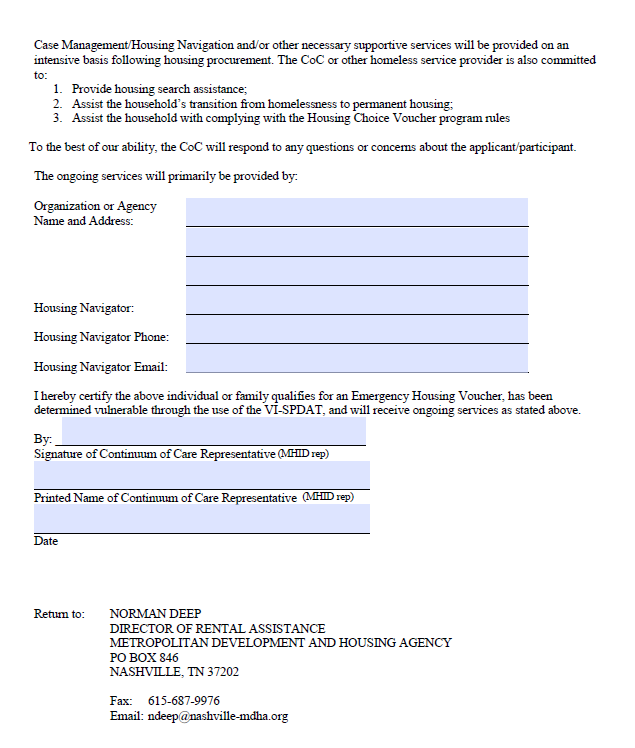 Case Management/Housing Navigation and/or other necessary supportive services will be provided on an
intensive basis following housing procurement. The CoC or other homeless service provider is also committed
to:
1. Provide housing search assistance;
2. Assist the household's transition from homelessness to permanent housing;
3. Assist the household with complying with the Housing Choice Voucher program rules
To the best of our ability, the CoC will respond to any questions or concerns about the applicant/participant.
The ongoing services will primarily be provided by:
Organization or Agency
Name and Address:
Housing Navigator:
Housing Navigator Phone:
Housing Navigator Email:
I hereby certify the above individual or family qualifies for an Emergency Housing Voucher, has been
determined vulnerable through the use of the VI-SPDAT, and will receive ongoing services as stated above.
By:
Signature of Continuum of Care Representative (MHID rep)
Printed Name of Continuum of Care Representative (MHID rep)
Date
Return to: NORMAN DEEP
DIRECTOR OF RENTAL ASSISTANCE
METROPOLITAN DEVELOPMENT AND HOUSING AGENCY
PO BOX 846
NASHVILLE, TN 37202
Fax: 615-687-9976
Email: ndeep@nashville-mdha.org